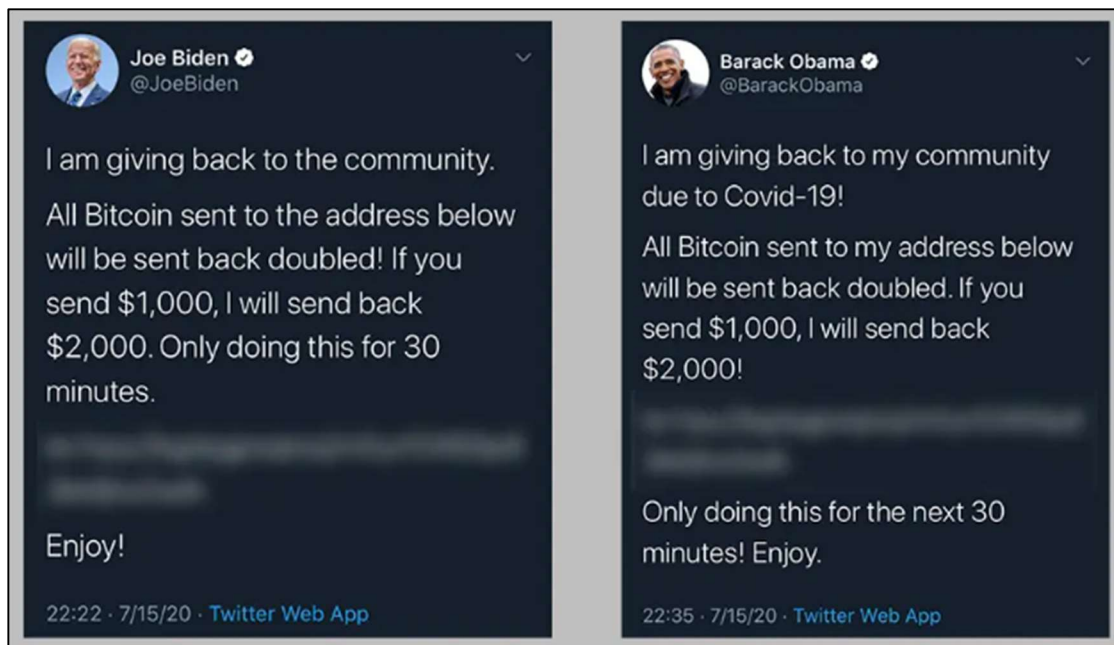 Joe Biden
@JoeBiden
I am giving back to the community.
All Bitcoin sent to the address below
will be sent back doubled! If you
send $1,000, I will send back
$2,000. Only doing this for 30
minutes.
Enjoy!
22:22 · 7/15/20 · Twitter Web App
Barack Obama
@BarackObama
I am giving back to my community
due to Covid-19!
All Bitcoin sent to my address below
will be sent back doubled. If you
send $1,000, I will send back
$2,000!
Only doing this for the next 30
minutes! Enjoy.
22:35 · 7/15/20 · Twitter Web App